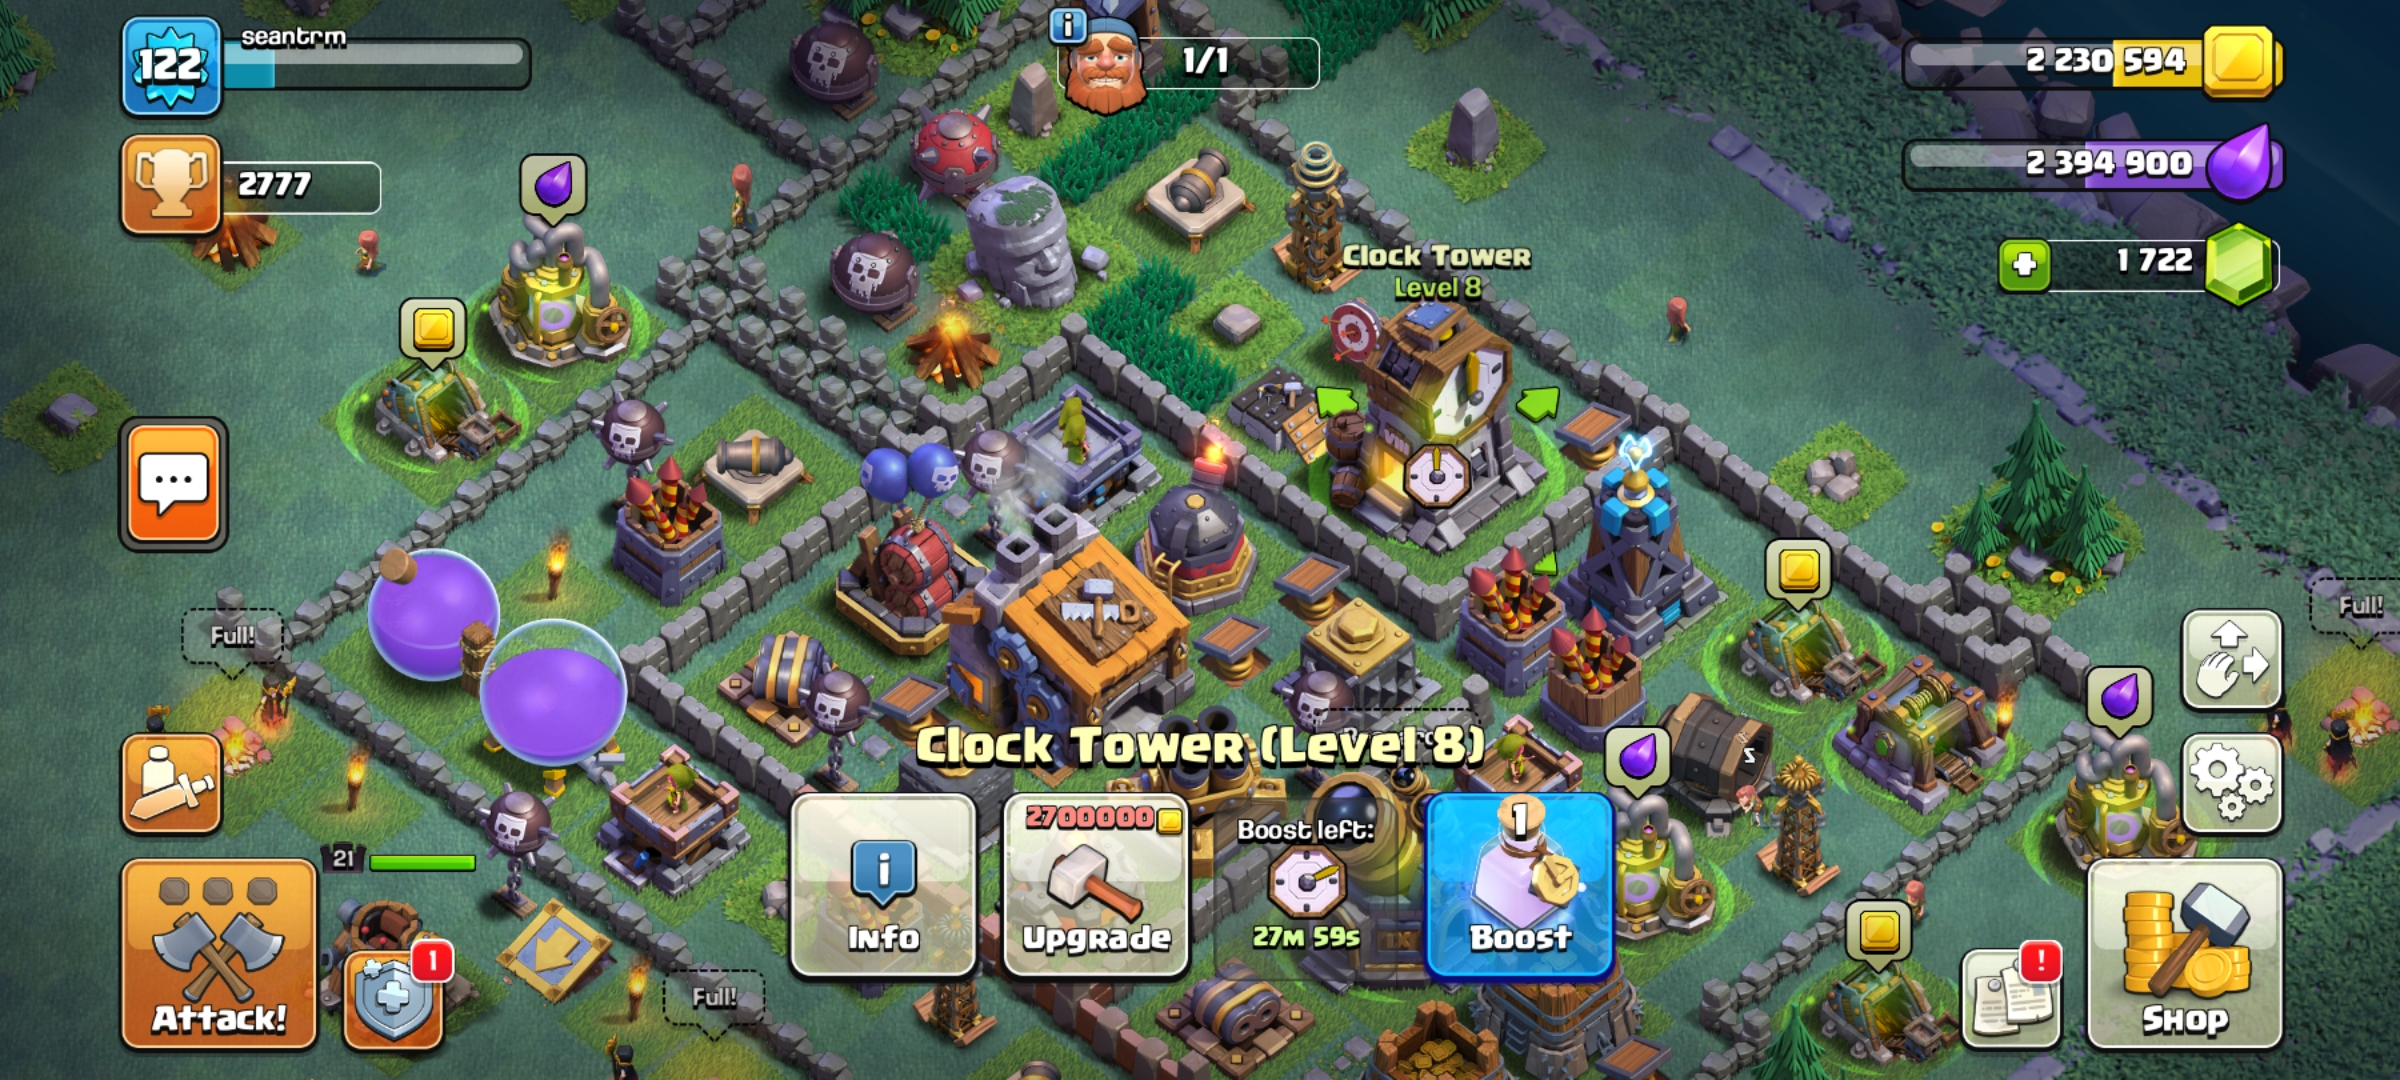 122
seantrm
1/1
2 230 594
2777
2 394 900
1 722
Clock Tower
Level 8
Full!
Full!
Clock Tower (Level 8)
2700000
Boost left:
1
21
Info
Upgrade
27m 59s
Boost
1
!
Full!
Attack!
Shop